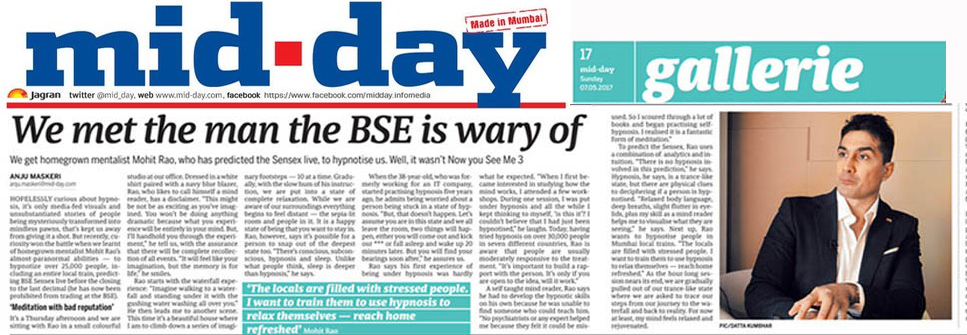 mid-day
Made in Mumbai
Jagran twitter @mid_day, web www.mid-day.com, facebook https://www.facebook.com/midday.infomedia
17
mid-day
Sunday
07.05.2017
gallerie
We met the man the BSE is wary of
We get homegrown mentalist Mohit Rao, who has predicted the Sensex live, to hypnotise us. Well, it wasn't Now you See Me 3
ANJU MASKERI
anju.maskeri@mid-day.com
HOPELESSLY curious about hypnosis,
it's only media-fed visuals and
unsubstantiated stories of people
being mysteriously transformed into
mindless pawns, that's kept us away
from giving it a shot. But recently, curiosity
won the battle when we learnt
of homegrown mentalist Mohit Rao's
almost-paranormal abilities — to
hypnotize over 25,000 people, including
an entire local train, predicting
BSE Sensex live before the closing
to the last decimal (he has now been
prohibited from trading at the BSE).
'Meditation with bad reputation'
It's a Thursday afternoon and we are
sitting with Rao in a small colourful
studio at our office. Dressed in a white
shirt paired with a navy blue blazer,
Rao, who likes to call himself a mind
reader, has a disclaimer. "This might
not be as exciting as you've imagined.
You won't be doing anything
dramatic because what you experience
will be entirely in your mind. But,
I'll handhold you through the experiment,"
he tell us, with the assurance
that there will be complete recollection
of all events. "It will feel like your
imagination, but the memory is for
life," he smiles.
Rao starts with the waterfall experience:
"Imagine walking to a waterfall
and standing under it with the
gushing water washing all over you."
He then leads me to another scene.
This time it's a beautiful house where
I am to climb down a series of imaginary
footsteps — 10 at a time. Gradually,
with the slow hum of his instruction,
we are put into a state of
complete relaxation. While we are
aware of our surroundings everything
begins to feel distant — the sepia-lit
room and people in it. It is a happy
state of being that you want to stay in.
Rao, however, says it's possible for a
person to snap out of the deepest
state too. "There's conscious, subconscious,
hypnosis and sleep. Unlike
what people think, sleep is deeper
than hypnosis," he says.
'The locals are filled with stressed people.
I want to train them to use hypnosis to
relax themselves — reach home
refreshed' Mohit Rao
When the 38-year-old, who was formerly
working for an IT company,
started practising hypnosis five years
ago, he admits being worried about a
person being stuck in a state of hypnosis.
"But, that doesn't happen. Let's
assume you are in this state and we all
leave the room, two things will happen,
either you will come out and look
out *** or fall asleep and wake up 20
minutes later. But you will find your
bearings soon after," he assures us.
Rao says his first experience of
being under hypnosis was hardly
what he expected. "When I first became
interested in studying how the
mind works, I attended a few workshops.
During one session, I was put
under hypnosis and all the while I
kept thinking to myself, 'is this it? I
couldn't believe that I had just been
hypnotised," he laughs. Today, having
tried hypnosis on over 30,000 people
in seven different countries, Rao is
aware that people are usually
moderately responsive to the treatment.
"It's important to build a rapport
with the person. It's only if you
are open to the idea, will it work."
A self taught mind reader, Rao says
he had to develop the hypnotic skills
on his own because he was unable to
find someone who could teach him.
"No psychiatrists or any expert helped
me because they felt it could be misused.
So I scoured through a lot of
books and began practising self-
hypnosis. I realised it is a fantastic
form of meditation."
To predict the Sensex, Rao uses
a combination of analytics and intuition.
"There is no hypnosis involved
in this prediction," he says.
Hypnosis, he says, is a trance-like
state, but there are physical clues
to deciphering if a person is hypnotised.
"Relaxed body language,
deep breaths, slight flutter in eyelids,
plus my skill as a mind reader
helps me to visualise what they are
seeing," he says. Next up, Rao
wants to hypnotise people in
Mumbai local trains. "The locals
are filled with stressed people. I
want to train them to use hypnosis
to relax themselves — reach home
refreshed." As the hour long session
nears its end, we are gradually
pulled out of our trance-like state
where we are asked to trace our
steps from our journey to the waterfall
and back to reality. For now
at least, my mind feels relaxed and
rejuvenated.
PIC/DATTA KUMBHAR